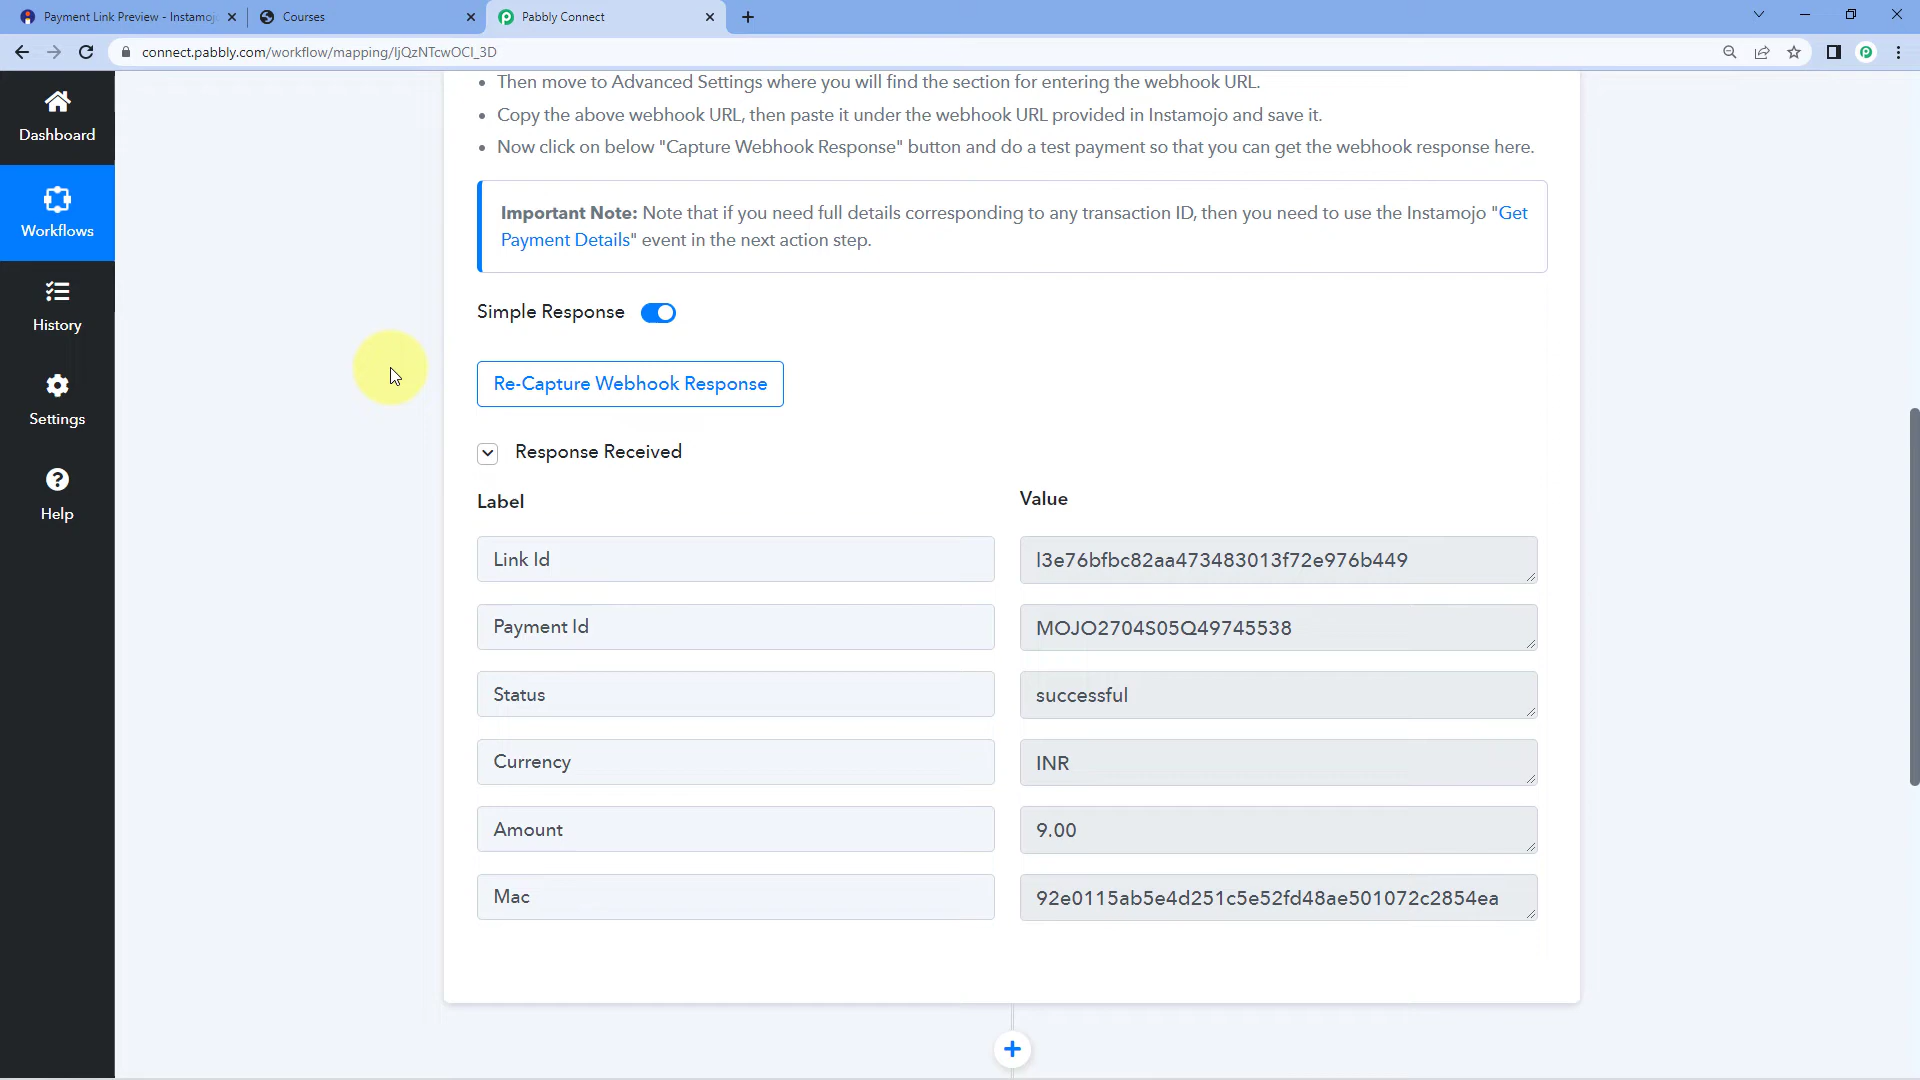 Payment Link Preview - Instamoj
Courses
Pabbly Connect
connect.pabbly.com/workflow/mapping/IjQzNTcwOCI_3D
Dashboard
Workflows
History
Settings
Help
Then move to Advanced Settings where you will find the section for entering the webhook URL.
Copy the above webhook URL, then paste it under the webhook URL provided in Instamojo and save it.
Now click on below "Capture Webhook Response" button and do a test payment so that you can get the webhook response here.
Important Note: Note that if you need full details corresponding to any transaction ID, then you need to use the Instamojo "Get
Payment Details" event in the next action step.
Simple Response
Re-Capture Webhook Response
Response Received
Label
Value
Link Id
l3e76bfbc82aa473483013f72e976b449
Payment Id
MOJO2704S05Q49745538
Status
successful
Currency
INR
Amount
9.00
Mac
92e0115ab5e4d251c5e52fd48ae501072c2854ea